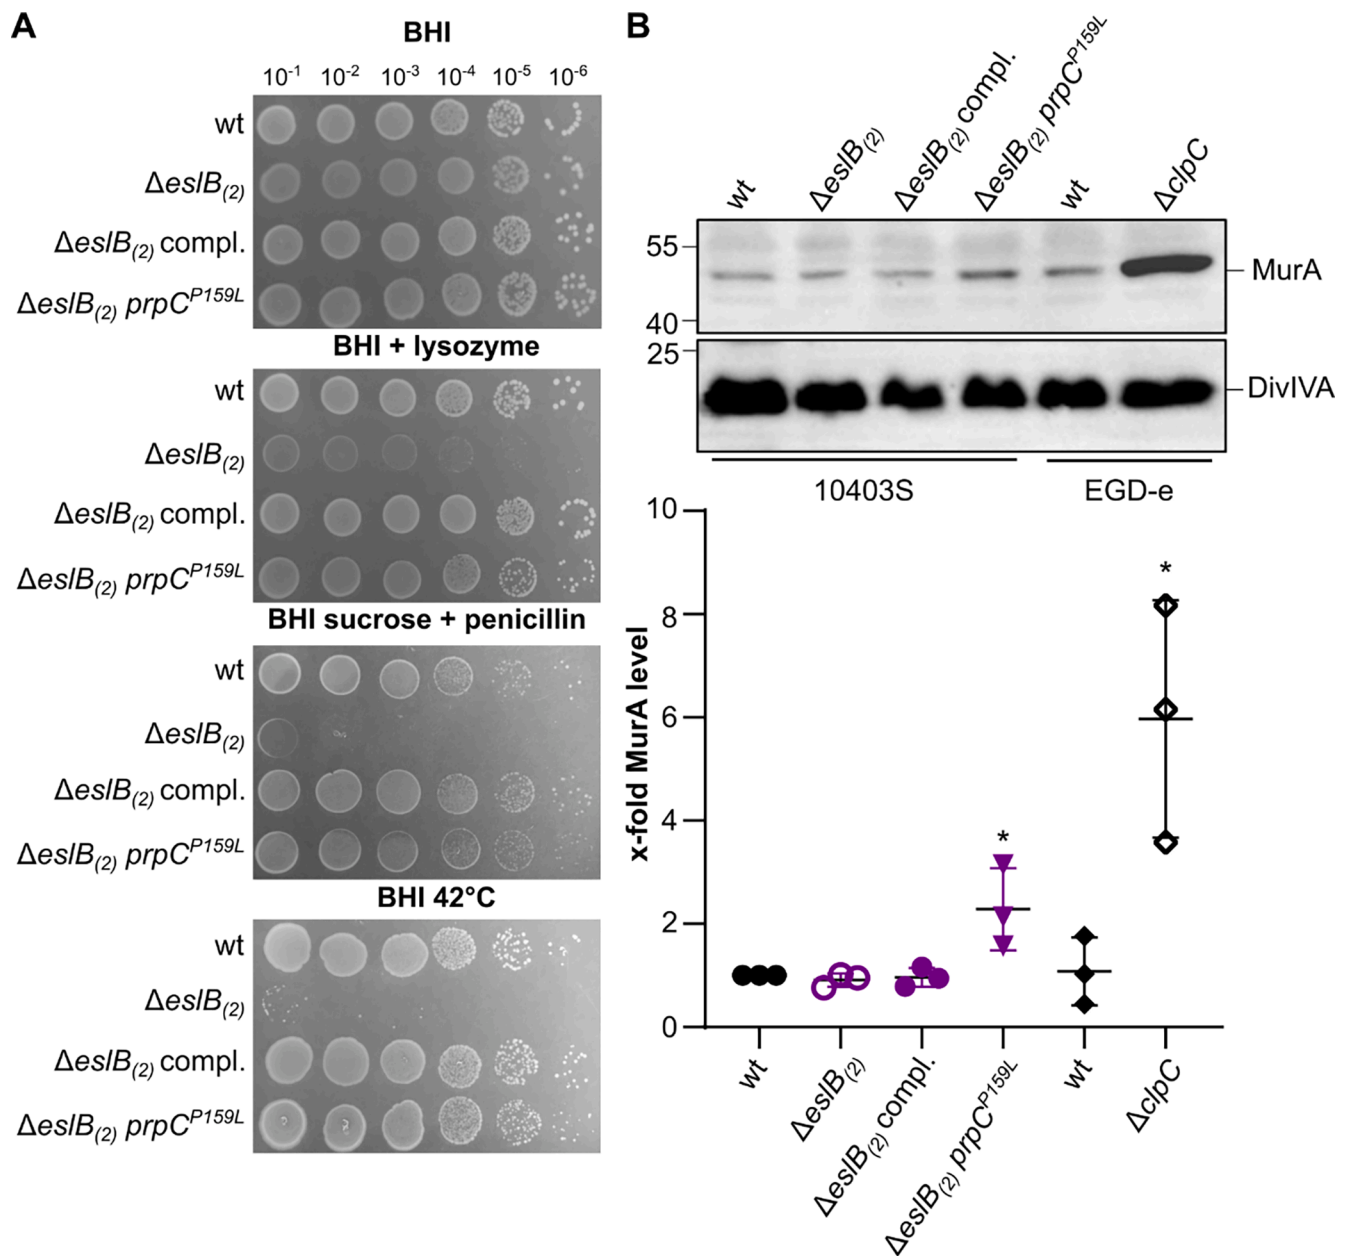 A
BHI
10-1 10-2 10-3 10-4 10-5 10-6
wt
ΔeslB(2)
ΔeslB(2) compl.
ΔeslB(2) prpCP159L
BHI + lysozyme
wt
ΔeslB(2)
ΔeslB(2) compl.
ΔeslB(2) prpCP159L
BHI sucrose + penicillin
wt
ΔeslB(2)
ΔeslB(2) compl.
ΔeslB(2) prpCP159L
BHI 42°C
wt
ΔeslB(2)
ΔeslB(2) compl.
ΔeslB(2) prpCP159L
B
wt ΔeslB(2) ΔeslB(2) compl. ΔeslB(2) prpCP159L wt ΔclpC
55
MurA
40
25
DivIVA
10403S EGD-e
x-fold MurA level
10
*
8
6
4
*
2
0
wt ΔeslB(2) ΔeslB(2) compl. ΔeslB(2) prpCP159L wt ΔclpC